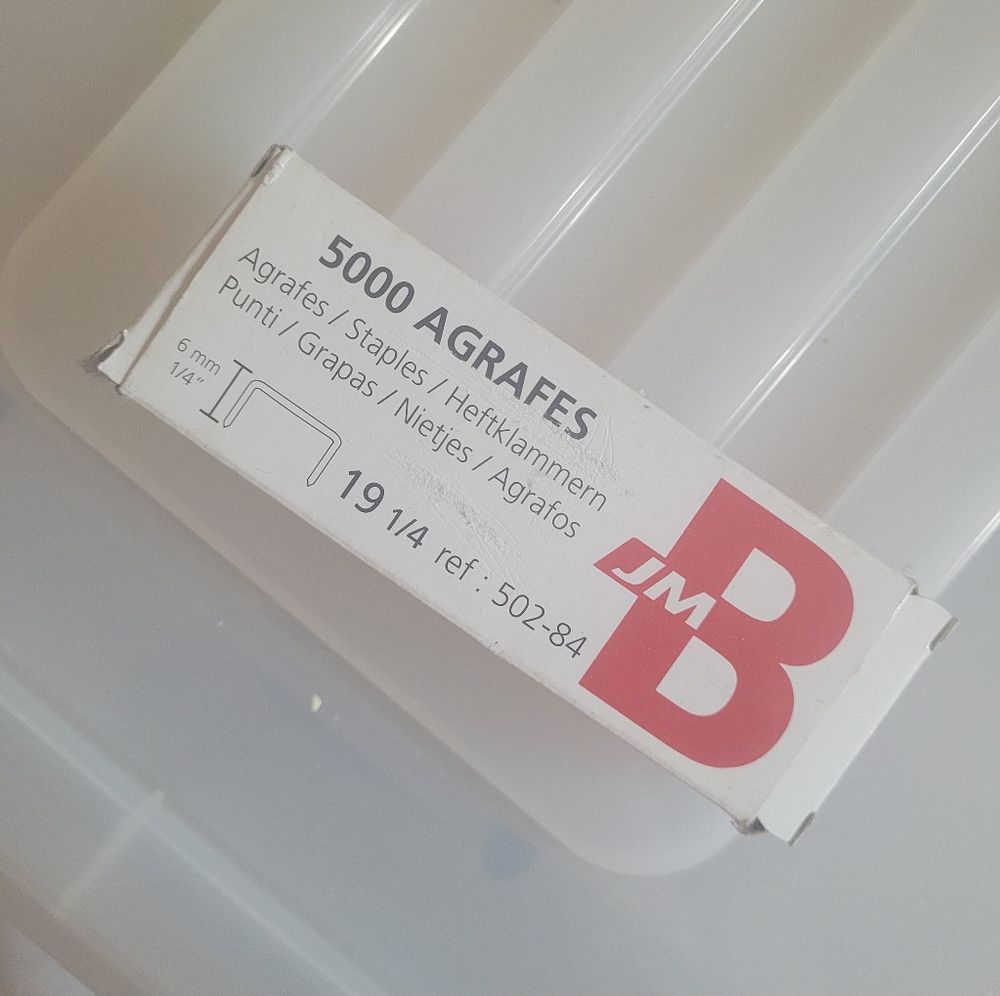 5000 AGRAFES
Agrafes / Staples / Heftklammern
Punti / Grapas / Nietjes / Agrafos
6 mm
1/4"
19 1/4 ref : 502-84
JMB